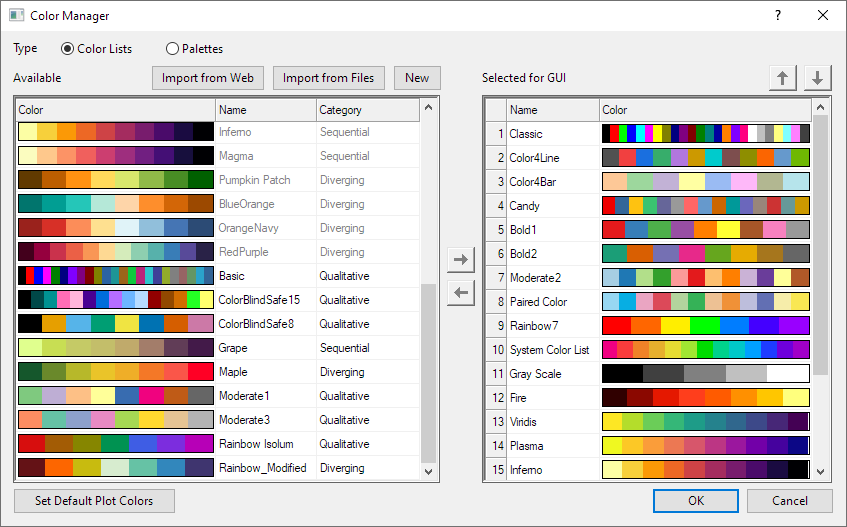 Color Manager
Type Color Lists Palettes
Available Import from Web Import from Files New
Color Name Category
Inferno Sequential
Magma Sequential
Pumpkin Patch Diverging
BlueOrange Diverging
OrangeNavy Diverging
RedPurple Diverging
Basic Qualitative
ColorBlindSafe15 Qualitative
ColorBlindSafe8 Qualitative
Grape Sequential
Maple Diverging
Moderate1 Qualitative
Moderate3 Qualitative
Rainbow Isolum Qualitative
Rainbow_Modified Diverging
Set Default Plot Colors
Selected for GUI
Name Color
1 Classic
2 Color4Line
3 Color4Bar
4 Candy
5 Bold1
6 Bold2
7 Moderate2
8 Paired Color
9 Rainbow7
10 System Color List
11 Gray Scale
12 Fire
13 Viridis
14 Plasma
15 Inferno
OK Cancel